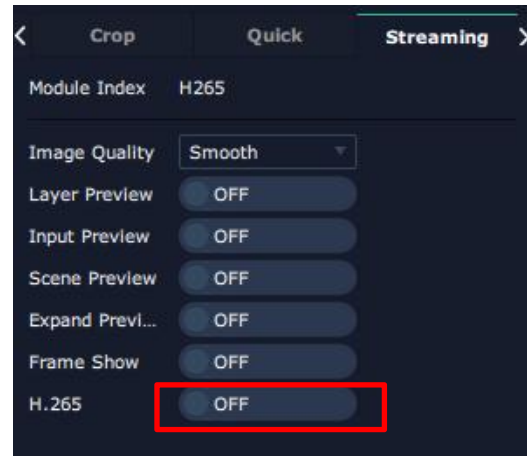 < Crop Quick Streaming >
Module Index H265
Image Quality Smooth
Layer Preview OFF
Input Preview OFF
Scene Preview OFF
Expand Previ... OFF
Frame Show OFF
H.265 OFF